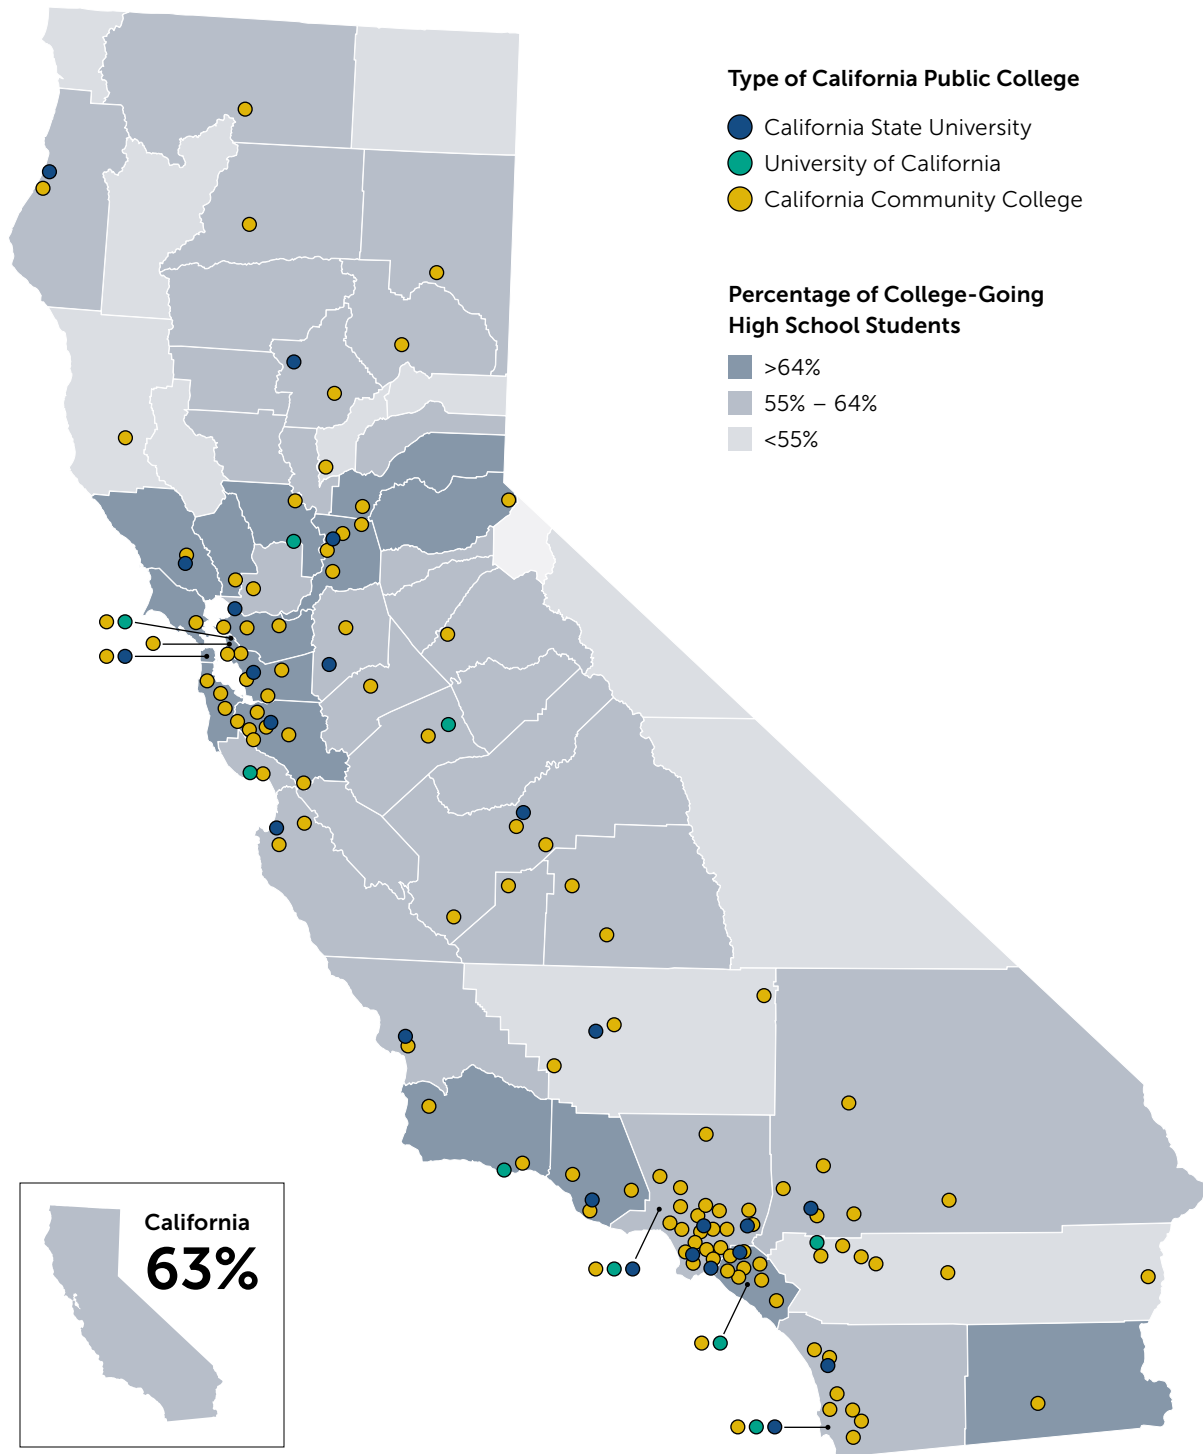 Type of California Public College
California State University
University of California
California Community College
Percentage of College-Going
High School Students
>64%
55% – 64%
<55%
California
63%